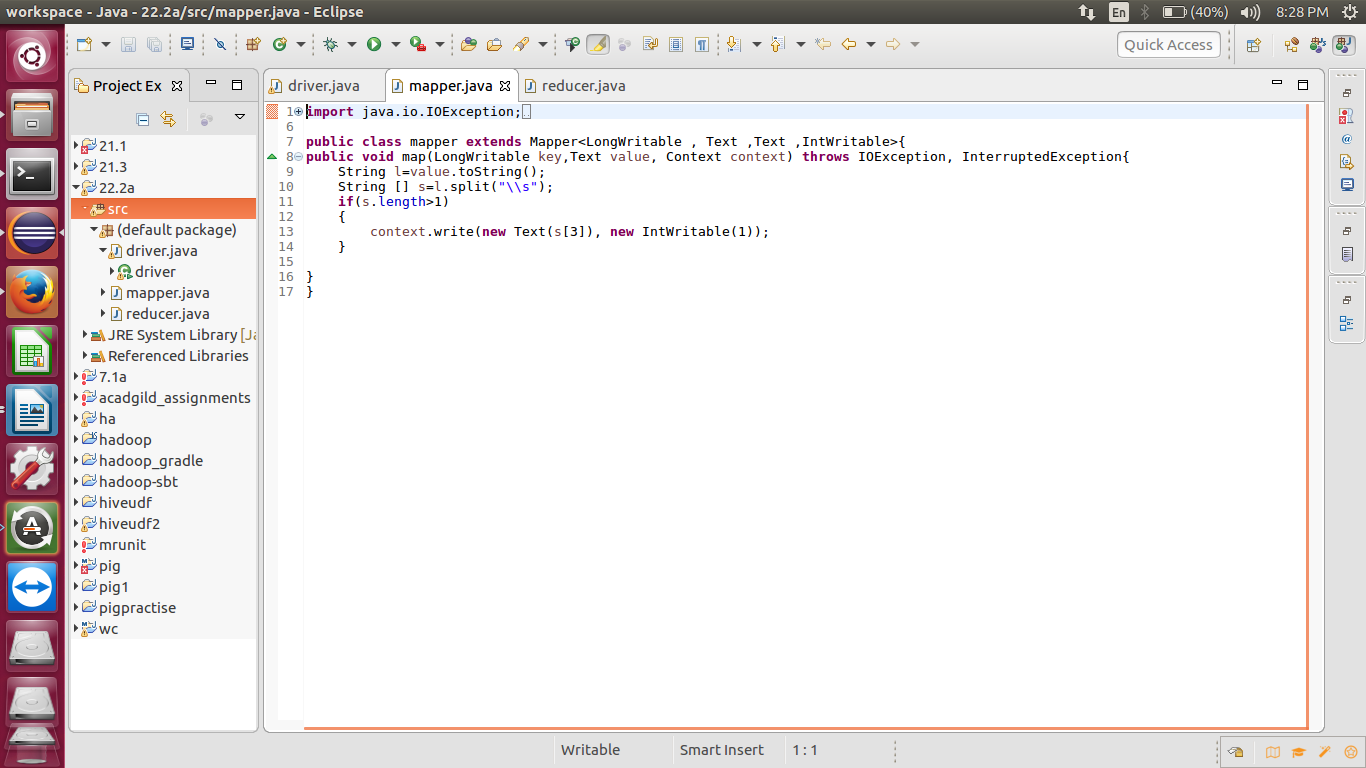 workspace - Java - 22.2a/src/mapper.java - Eclipse
En
(40%)
8:28 PM
Quick Access
Project Ex
driver.java
mapper.java
reducer.java
21.1
21.3
22.2a
src
(default package)
driver.java
driver
mapper.java
reducer.java
JRE System Library [Ja
Referenced Libraries
7.1a
acadgild_assignments
ha
hadoop
hadoop_gradle
hadoop-sbt
hiveudf
hiveudf2
mrunit
pig
pig1
pigpractise
wc
1 import java.io.IOException;
6
7 public class mapper extends Mapper<LongWritable , Text ,Text ,IntWritable>{
8 public void map(LongWritable key,Text value, Context context) throws IOException, InterruptedException{
9 String l=value.toString();
10 String [] s=l.split("\\s");
11 if(s.length>1)
12 {
13 context.write(new Text(s[3]), new IntWritable(1));
14 }
15
16 }
17 }
Writable
Smart Insert
1 : 1